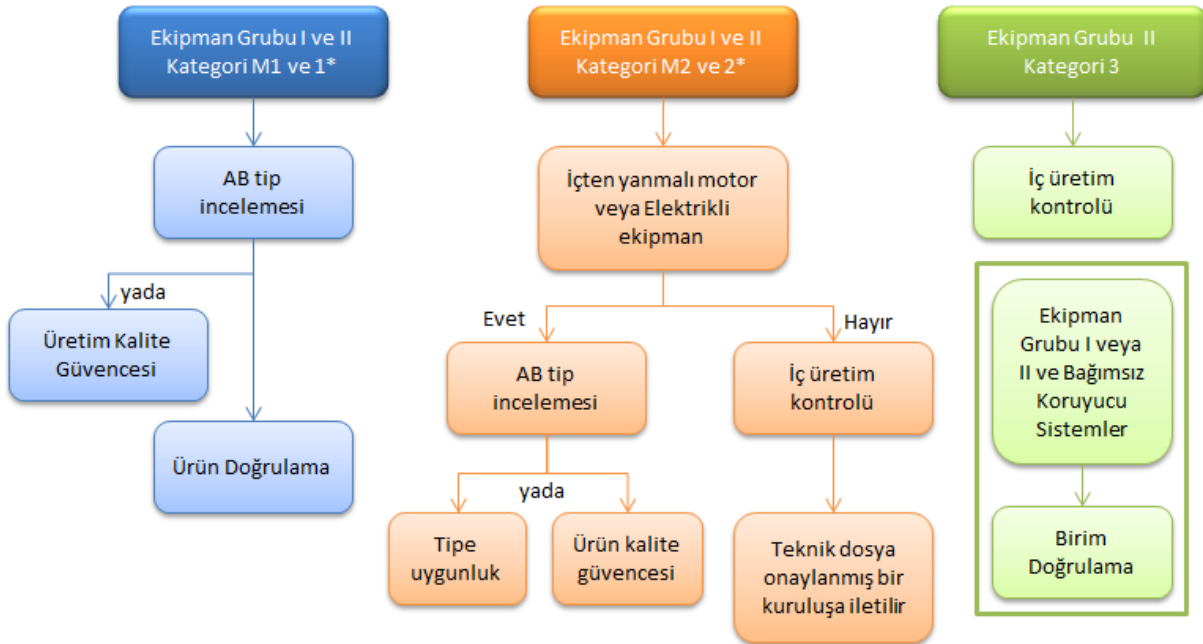 Ekipman Grubu I ve II
Kategori M1 ve 1*
AB tip
incelemesi
yada
Üretim Kalite
Güvencesi
Ürün Doğrulama
Ekipman Grubu I ve II
Kategori M2 ve 2*
İçten yanmalı motor
veya Elektrikli
ekipman
Evet
Hayır
AB tip
incelemesi
İç üretim
kontrolü
yada
Tipe
uygunluk
Ürün kalite
güvencesi
Teknik dosya
onaylanmış bir
kuruluşa iletilir
Ekipman Grubu II
Kategori 3
İç üretim
kontrolü
Ekipman
Grubu I veya
II ve Bağımsız
Koruyucu
Sistemler
Birim
Doğrulama